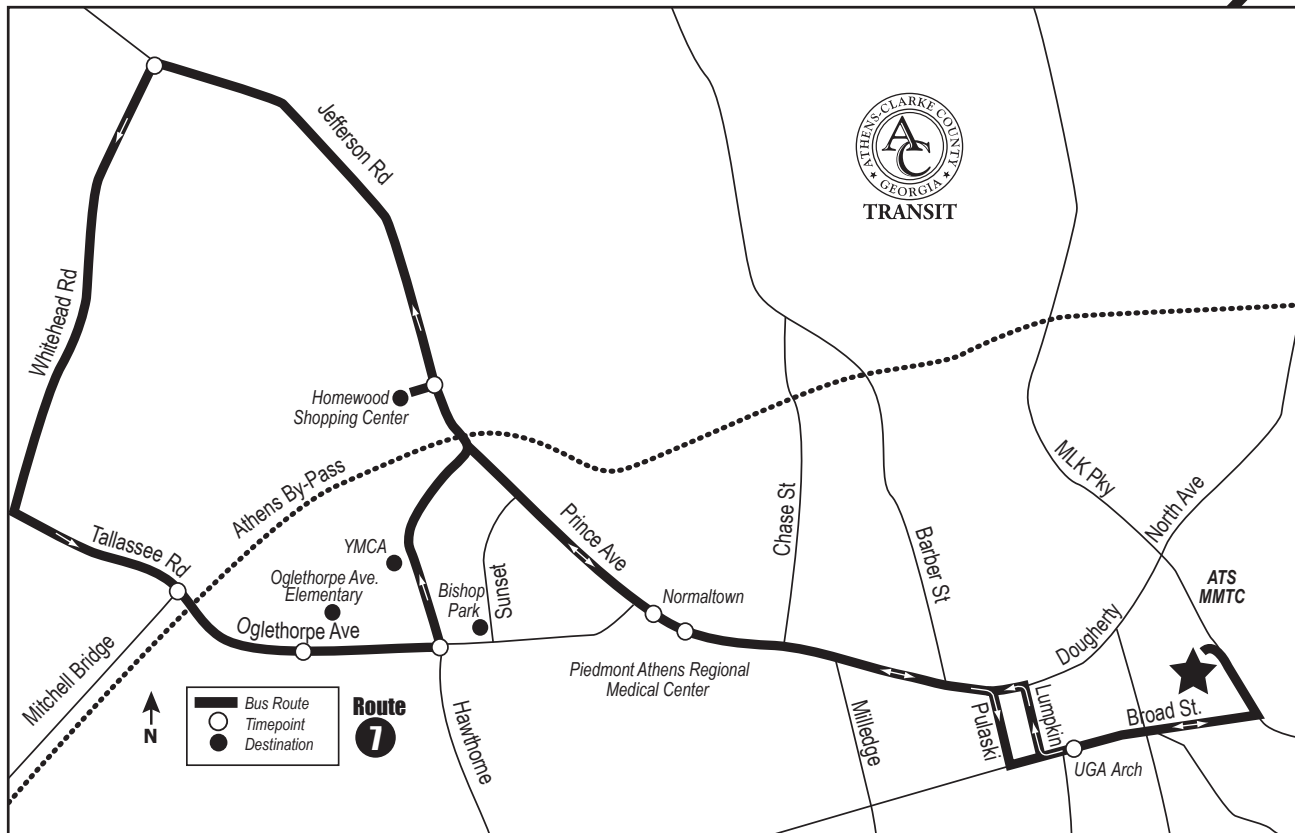 Jefferson Rd
ATHENS-CLARKE COUNTY
AC
GEORGIA
TRANSIT
Whitehead Rd
Homewood
Shopping Center
Athens By-Pass
Prince Ave
Chase St
Barber St
MLK Pky
North Ave
Tallassee Rd
YMCA
Oglethorpe Ave.
Elementary
Bishop
Park
Sunset
Normaltown
ATS
MMTC
Oglethorpe Ave
Dougherty
Piedmont Athens Regional
Medical Center
Mitchell Bridge
N
Bus Route
Timepoint
Destination
Route
7
Hawthorne
Milledge
Pulaski
Lumpkin
Broad St.
UGA Arch